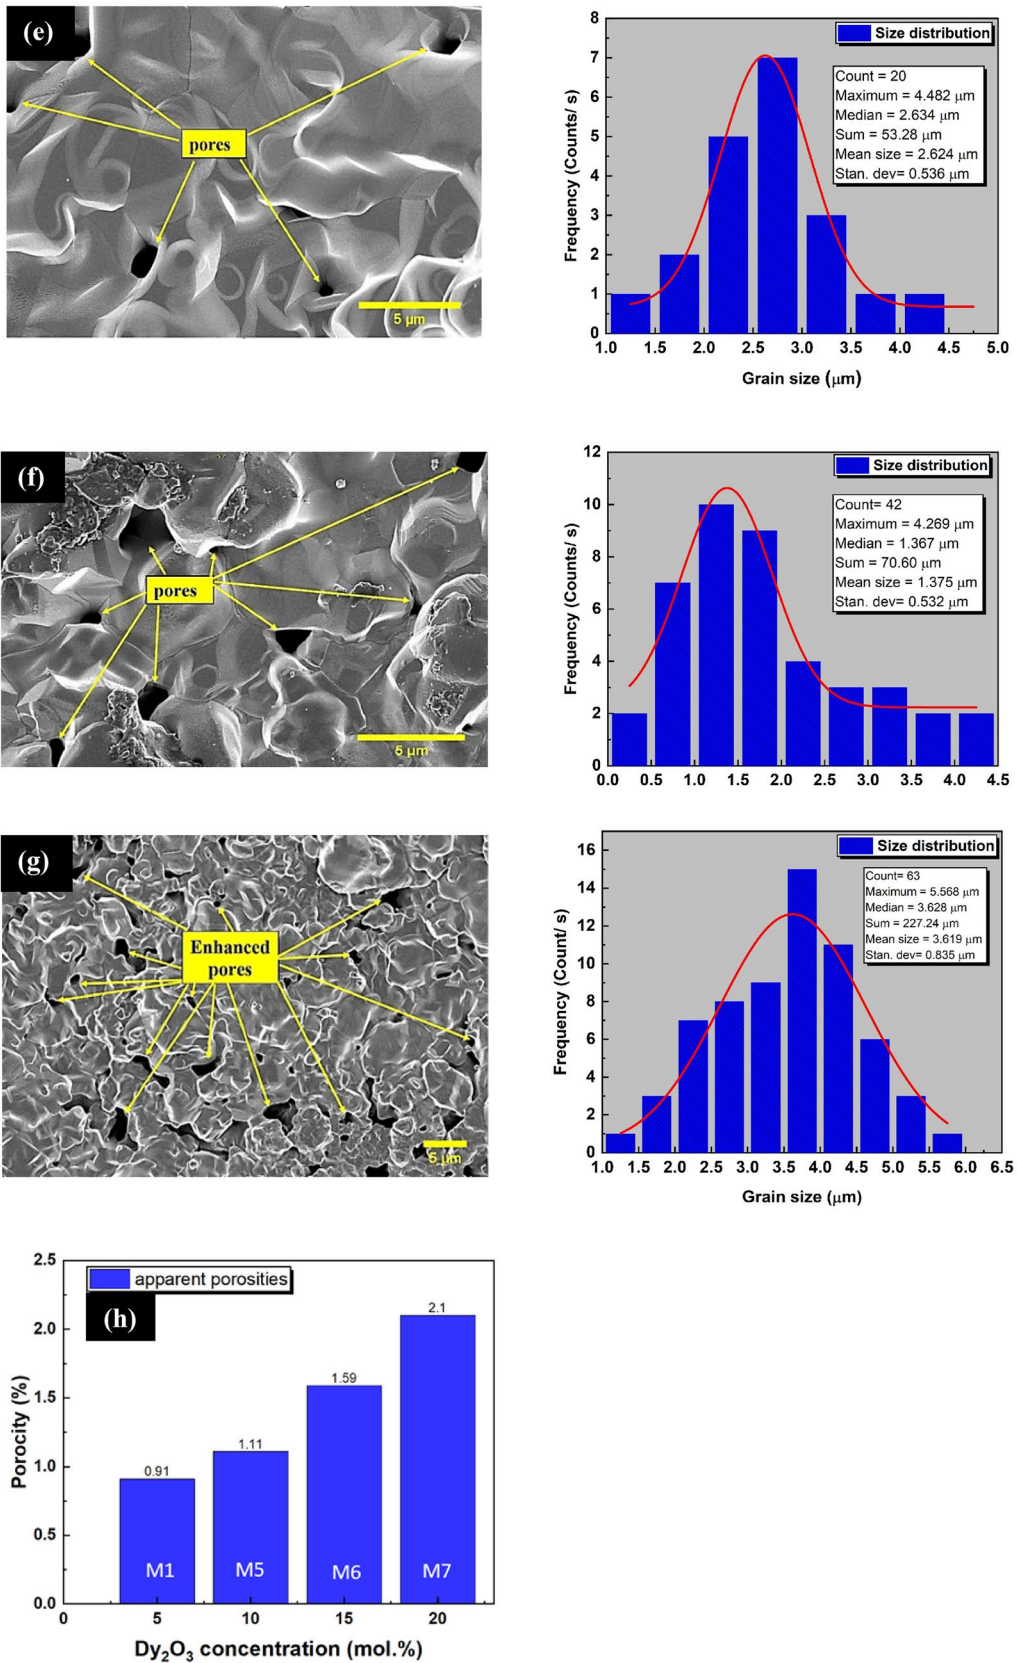 (e)
pores
5 μm
8
7
6
5
4
3
2
1
0
Frequency (Counts/ s)
Size distribution
Count = 20
Maximum = 4.482 μm
Median = 2.634 μm
Sum = 53.28 μm
Mean size = 2.624 μm
Stan. dev= 0.536 μm
1.0 1.5 2.0 2.5 3.0 3.5 4.0 4.5 5.0
Grain size (μm)
(f)
pores
5 μm
12
10
8
6
4
2
0
Frequency (Counts/ s)
Size distribution
Count= 42
Maximum = 4.269 μm
Median = 1.367 μm
Sum = 70.60 μm
Mean size = 1.375 μm
Stan. dev= 0.532 μm
0.0 0.5 1.0 1.5 2.0 2.5 3.0 3.5 4.0 4.5
(g)
Enhanced
pores
5 μm
16
14
12
10
8
6
4
2
0
Frequency (Count/ s)
Size distribution
Count= 63
Maximum = 5.568 μm
Median = 3.628 μm
Sum = 227.24 μm
Mean size = 3.619 μm
Stan. dev= 0.835 μm
1.0 1.5 2.0 2.5 3.0 3.5 4.0 4.5 5.0 5.5 6.0 6.5
Grain size (μm)
2.5
2.0
1.5
1.0
0.5
0.0
Porocity (%)
apparent porosities
(h)
0.91
1.11
1.59
2.1
M1 M5 M6 M7
0 5 10 15 20
Dy₂O₃ concentration (mol.%)